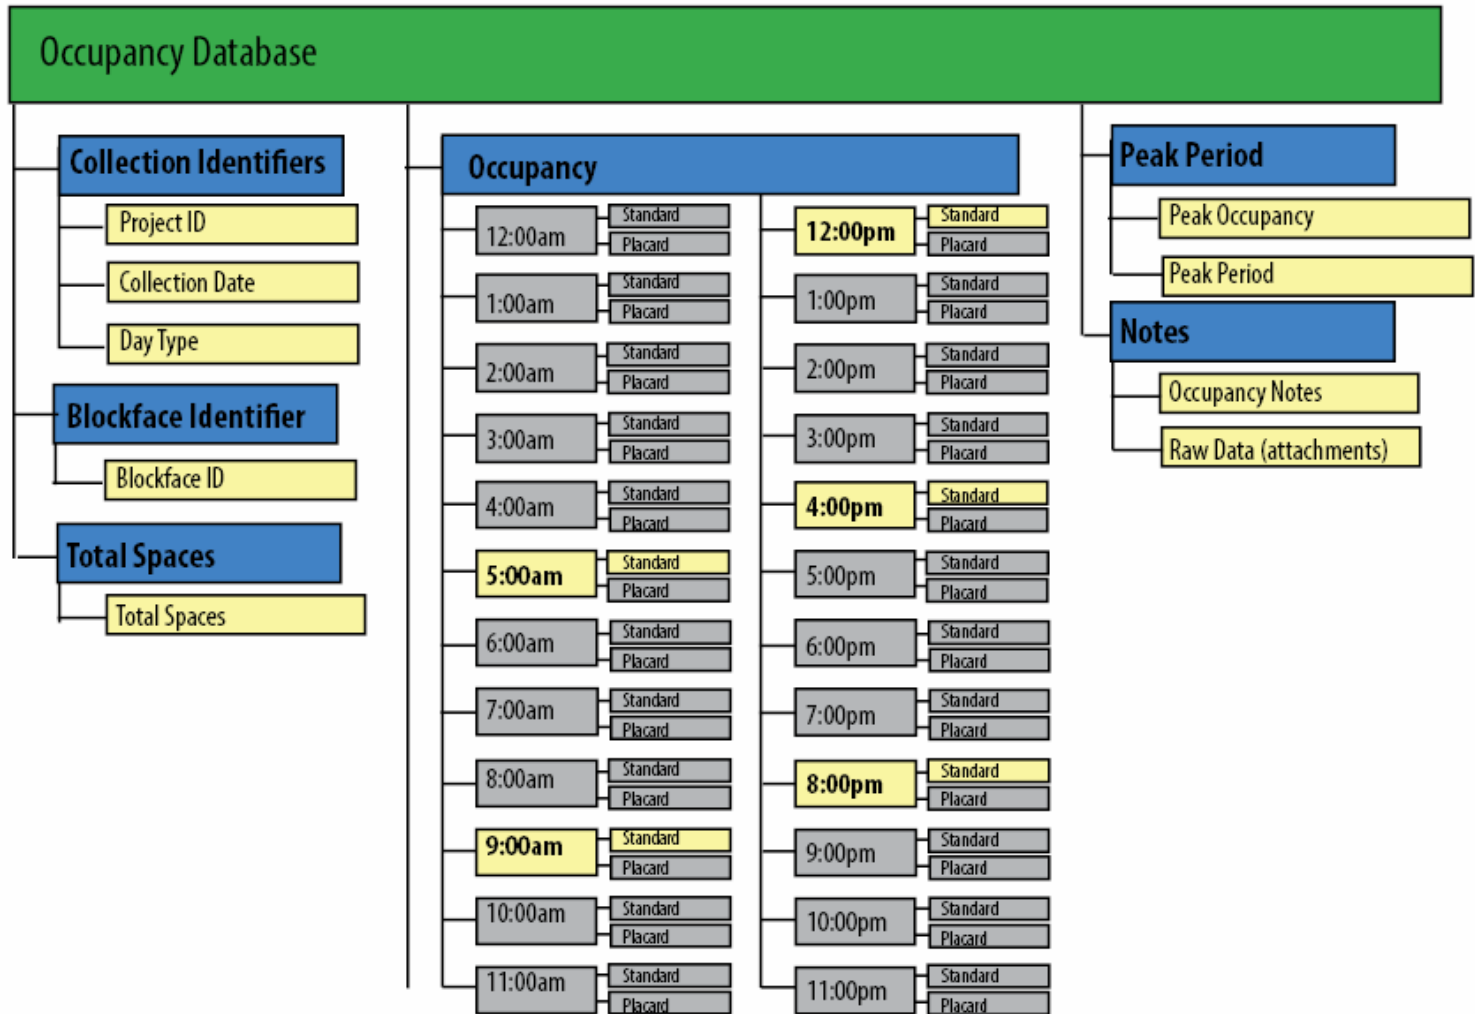 Occupancy Database
Collection Identifiers
Project ID
Collection Date
Day Type
Blockface Identifier
Blockface ID
Total Spaces
Total Spaces
Occupancy
12:00am
Standard
Placard
1:00am
Standard
Placard
2:00am
Standard
Placard
3:00am
Standard
Placard
4:00am
Standard
Placard
5:00am
Standard
Placard
6:00am
Standard
Placard
7:00am
Standard
Placard
8:00am
Standard
Placard
9:00am
Standard
Placard
10:00am
Standard
Placard
11:00am
Standard
Placard
12:00pm
Standard
Placard
1:00pm
Standard
Placard
2:00pm
Standard
Placard
3:00pm
Standard
Placard
4:00pm
Standard
Placard
5:00pm
Standard
Placard
6:00pm
Standard
Placard
7:00pm
Standard
Placard
8:00pm
Standard
Placard
9:00pm
Standard
Placard
10:00pm
Standard
Placard
11:00pm
Standard
Placard
Peak Period
Peak Occupancy
Peak Period
Notes
Occupancy Notes
Raw Data (attachments)